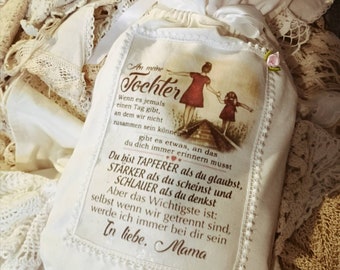 An meine
Tochter
Wenn es jemals
einen Tag gibt,
an dem wir nicht
zusammen sein können
gibt es etwas, an das
du dich immer erinnern musst
Du bist TAPFERER als du glaubst,
STÄRKER als du scheinst und
SCHLAUER als du denkst
Aber das Wichtigste ist:
selbst wenn wir getrennt sind,
werde ich immer bei dir sein
In liebe, Mama